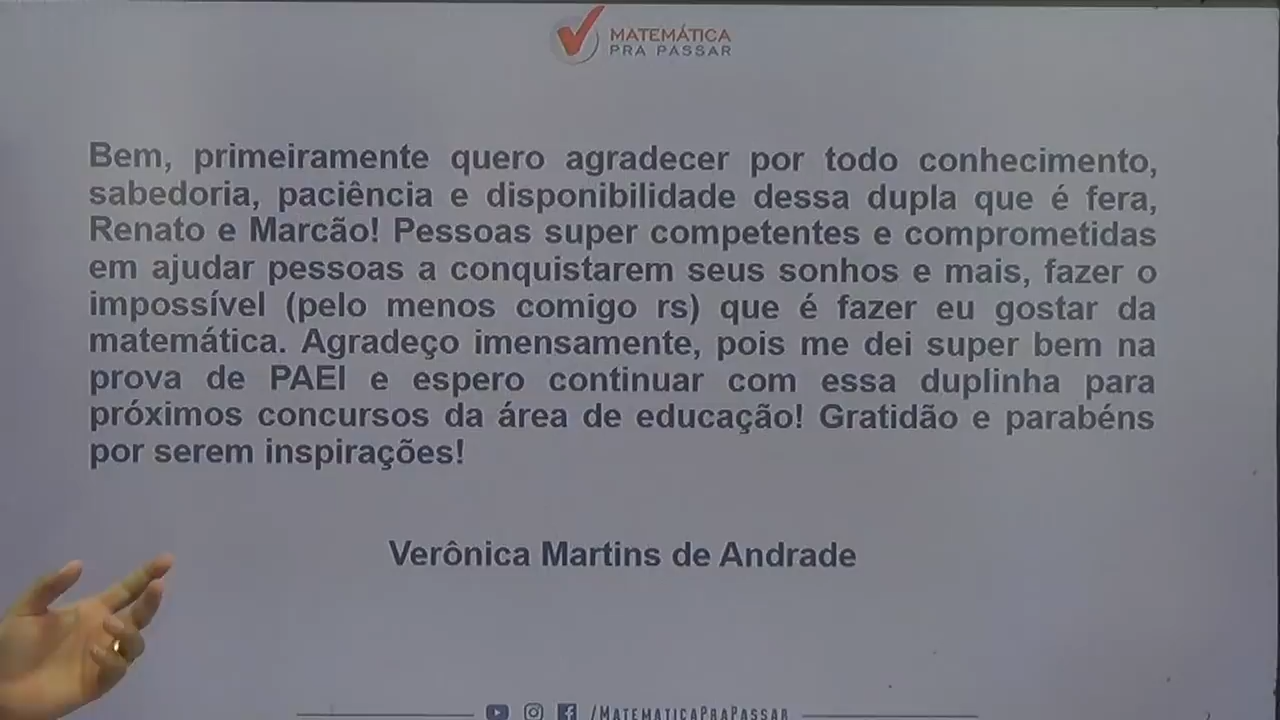 MATEMÁTICA
PRA PASSAR
Bem, primeiramente quero agradecer por todo conhecimento,
sabedoria, paciência e disponibilidade dessa dupla que é fera,
Renato e Marcão! Pessoas super competentes e comprometidas
em ajudar pessoas a conquistarem seus sonhos e mais, fazer o
impossível (pelo menos comigo rs) que é fazer eu gostar da
matemática. Agradeço imensamente, pois me dei super bem na
prova de PAEI e espero continuar com essa duplinha para
próximos concursos da área de educação! Gratidão e parabéns
por serem inspirações!
Verônica Martins de Andrade
/MATEMATICAPRAPASSAR